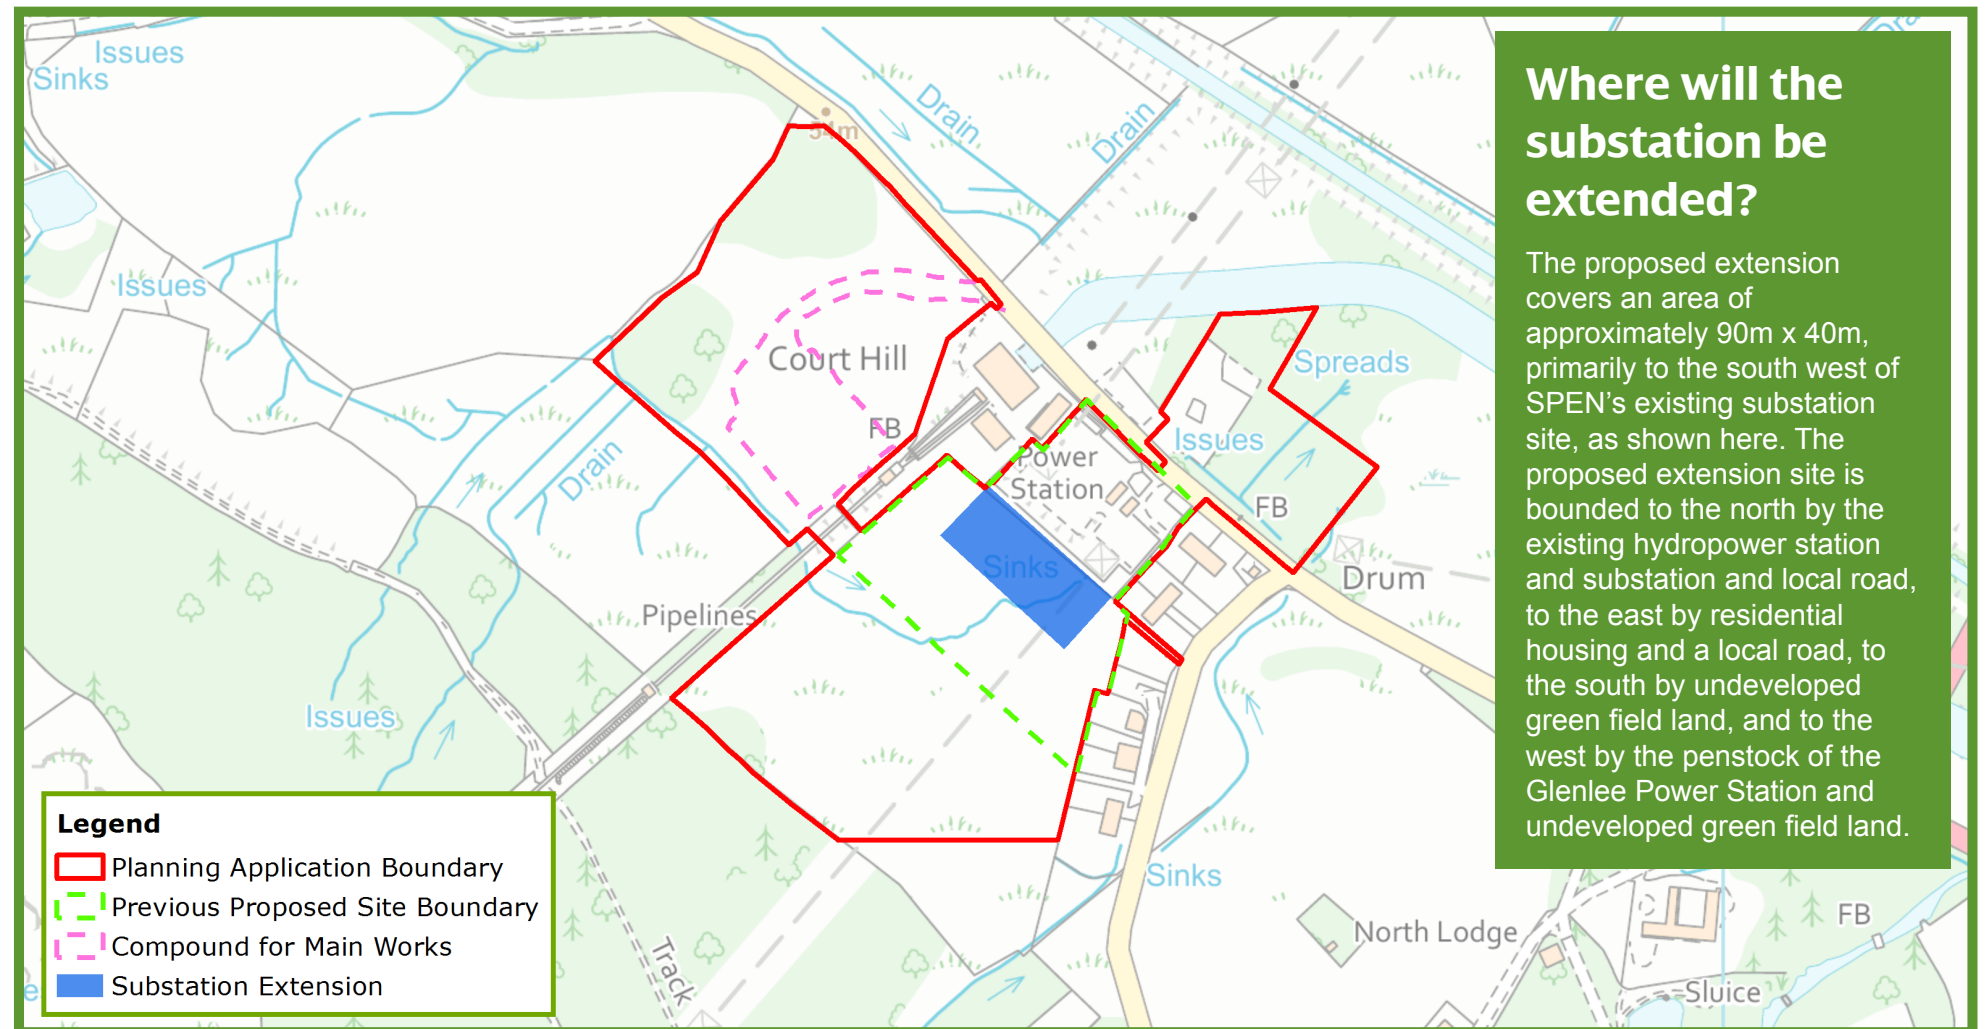 Issues
Sinks
54m
Drain
Drain
Issues
Court Hill
Spreads
FB
Issues
Drain
Power
Station
FB
Sinks
Drum
Pipelines
Issues
Sinks
North Lodge
FB
Track
Sluice
Where will the
substation be
extended?
The proposed extension
covers an area of
approximately 90m x 40m,
primarily to the south west of
SPEN’s existing substation
site, as shown here. The
proposed extension site is
bounded to the north by the
existing hydropower station
and substation and local road,
to the east by residential
housing and a local road, to
the south by undeveloped
green field land, and to the
west by the penstock of the
Glenlee Power Station and
undeveloped green field land.
Legend
Planning Application Boundary
Previous Proposed Site Boundary
Compound for Main Works
Substation Extension